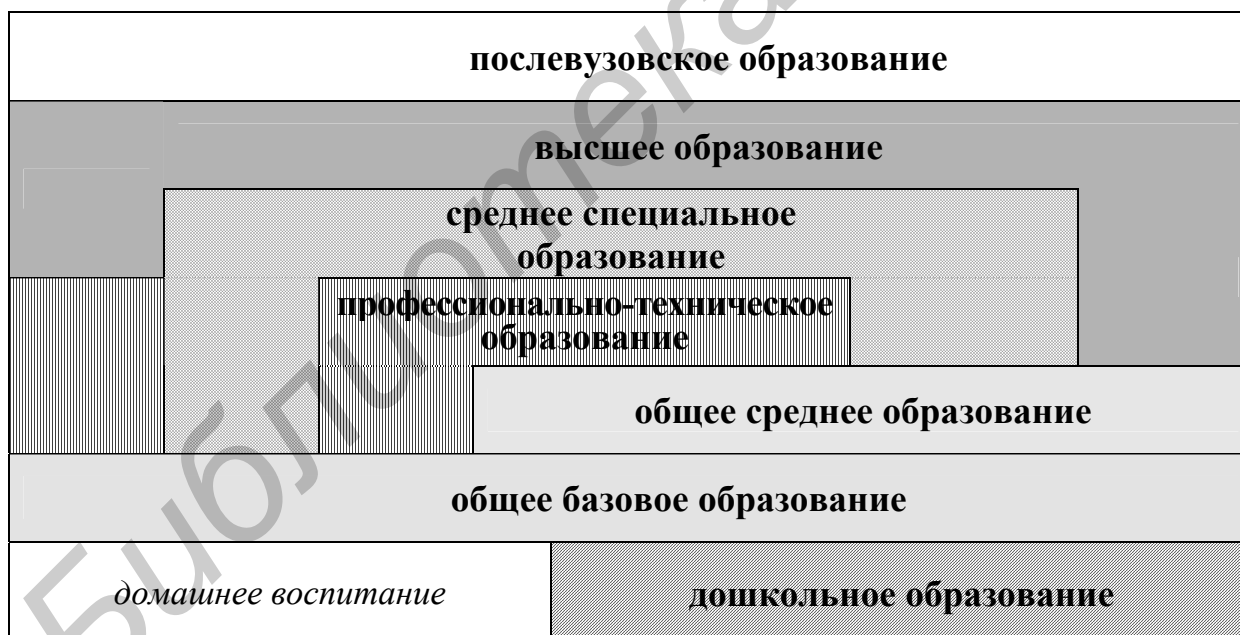 послевузовское образование
высшее образование
среднее специальное
образование
профессионально-техническое
образование
общее среднее образование
общее базовое образование
домашнее воспитание
дошкольное образование
Библиотека